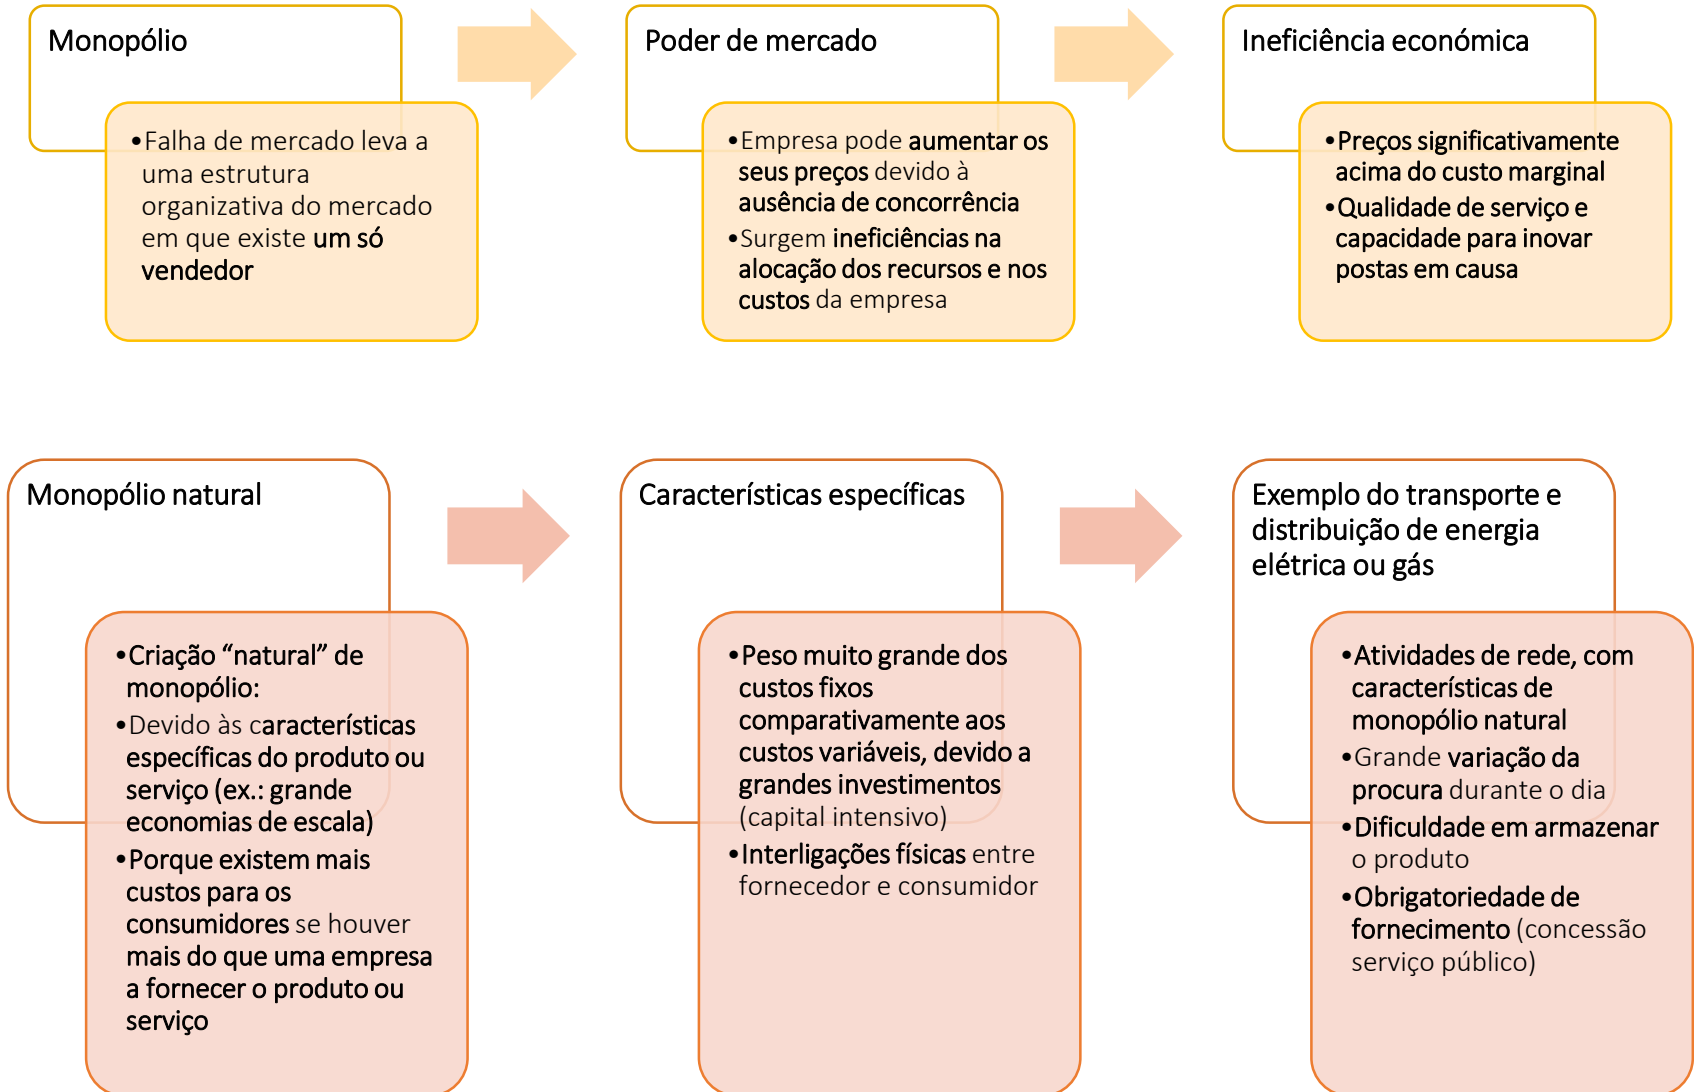 Monopólio
•Falha de mercado leva a
uma estrutura
organizativa do mercado
em que existe um só
vendedor
Poder de mercado
•Empresa pode aumentar os
seus preços devido à
ausência de concorrência
•Surgem ineficiências na
alocação dos recursos e nos
custos da empresa
Ineficiência económica
•Preços significativamente
acima do custo marginal
•Qualidade de serviço e
capacidade para inovar
postas em causa
Monopólio natural
•Criação “natural” de
monopólio:
•Devido às características
específicas do produto ou
serviço (ex.: grande
economias de escala)
•Porque existem mais
custos para os
consumidores se houver
mais do que uma empresa
a fornecer o produto ou
serviço
Características específicas
•Peso muito grande dos
custos fixos
comparativamente aos
custos variáveis, devido a
grandes investimentos
(capital intensivo)
•Interligações físicas entre
fornecedor e consumidor
Exemplo do transporte e
distribuição de energia
elétrica ou gás
•Atividades de rede, com
características de
monopólio natural
•Grande variação da
procura durante o dia
•Dificuldade em armazenar
o produto
•Obrigatoriedade de
fornecimento (concessão
serviço público)